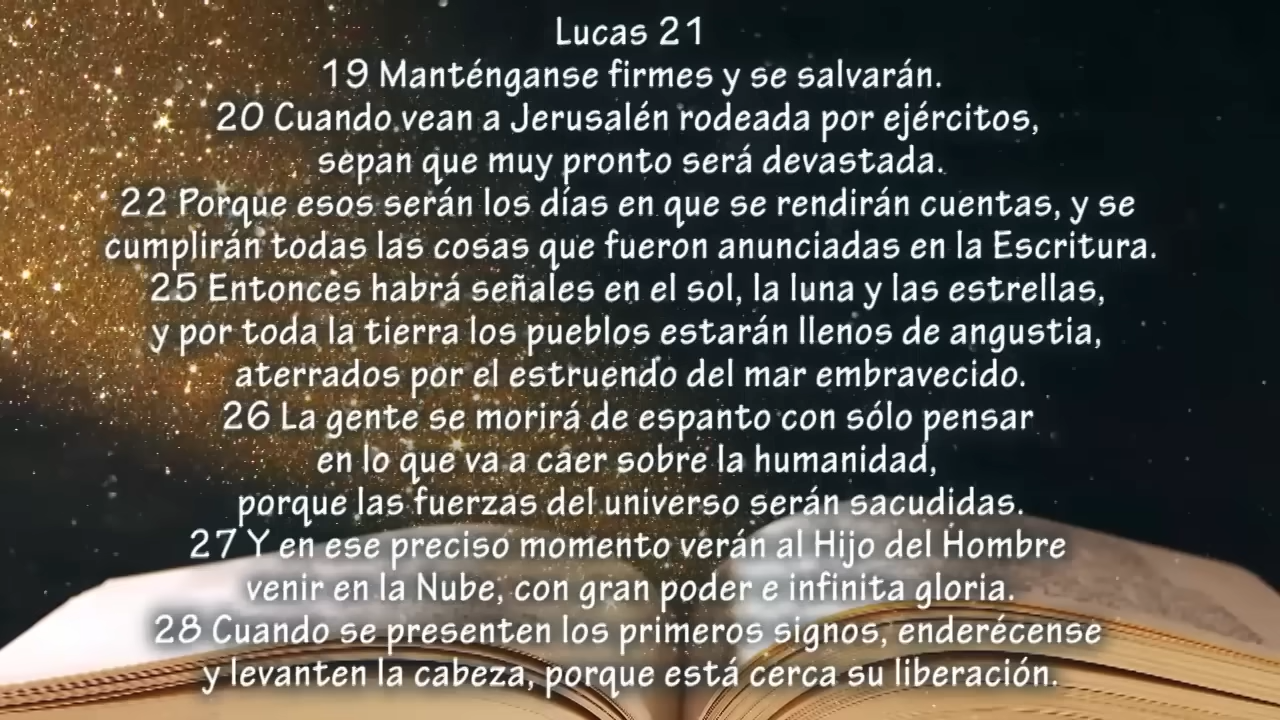 Lucas 21
19 Manténganse firmes y se salvarán.
20 Cuando vean a Jerusalén rodeada por ejércitos,
sepan que muy pronto será devastada.
22 Porque esos serán los días en que se rendirán cuentas, y se
cumplirán todas las cosas que fueron anunciadas en la Escritura.
25 Entonces habrá señales en el sol, la luna y las estrellas,
y por toda la tierra los pueblos estarán llenos de angustia,
aterrados por el estruendo del mar embravecido.
26 La gente se morirá de espanto con sólo pensar
en lo que va a caer sobre la humanidad,
porque las fuerzas del universo serán sacudidas.
27 Y en ese preciso momento verán al Hijo del Hombre
venir en la Nube, con gran poder e infinita gloria.
28 Cuando se presenten los primeros signos, enderécense
y levanten la cabeza, porque está cerca su liberación.